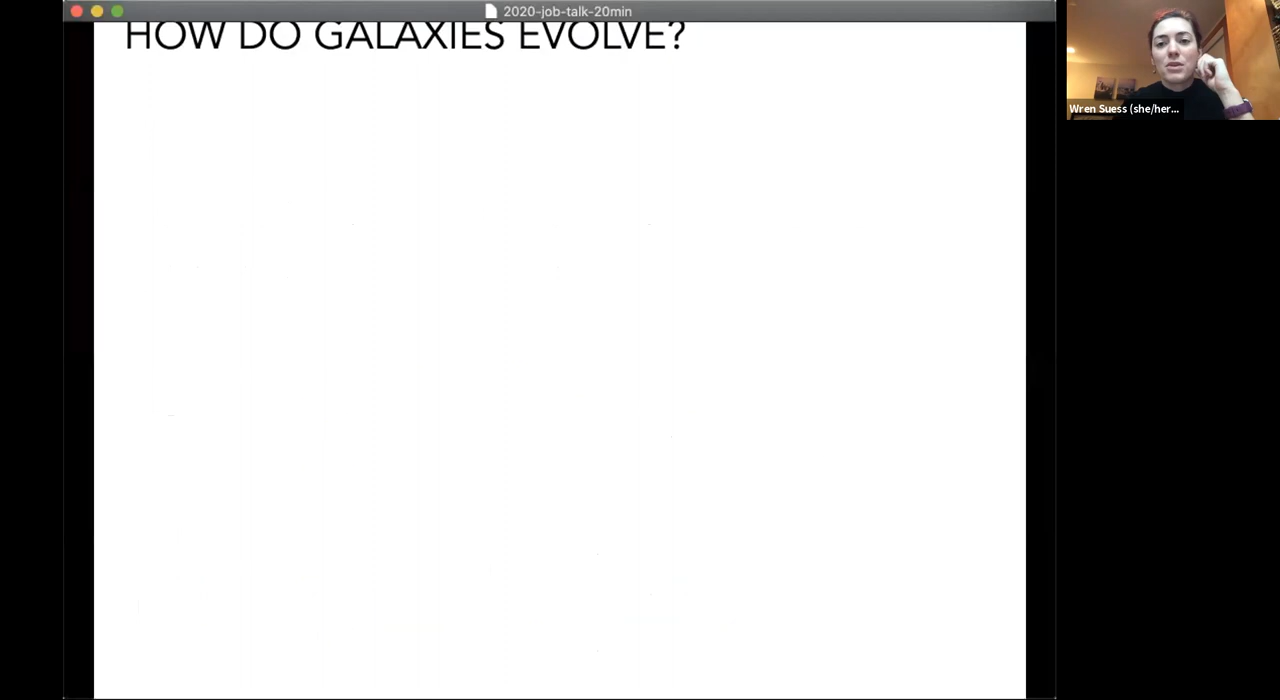 2020-job-talk-20min
HOW DO GALAXIES EVOLVE?
Wren Suess (she/her...